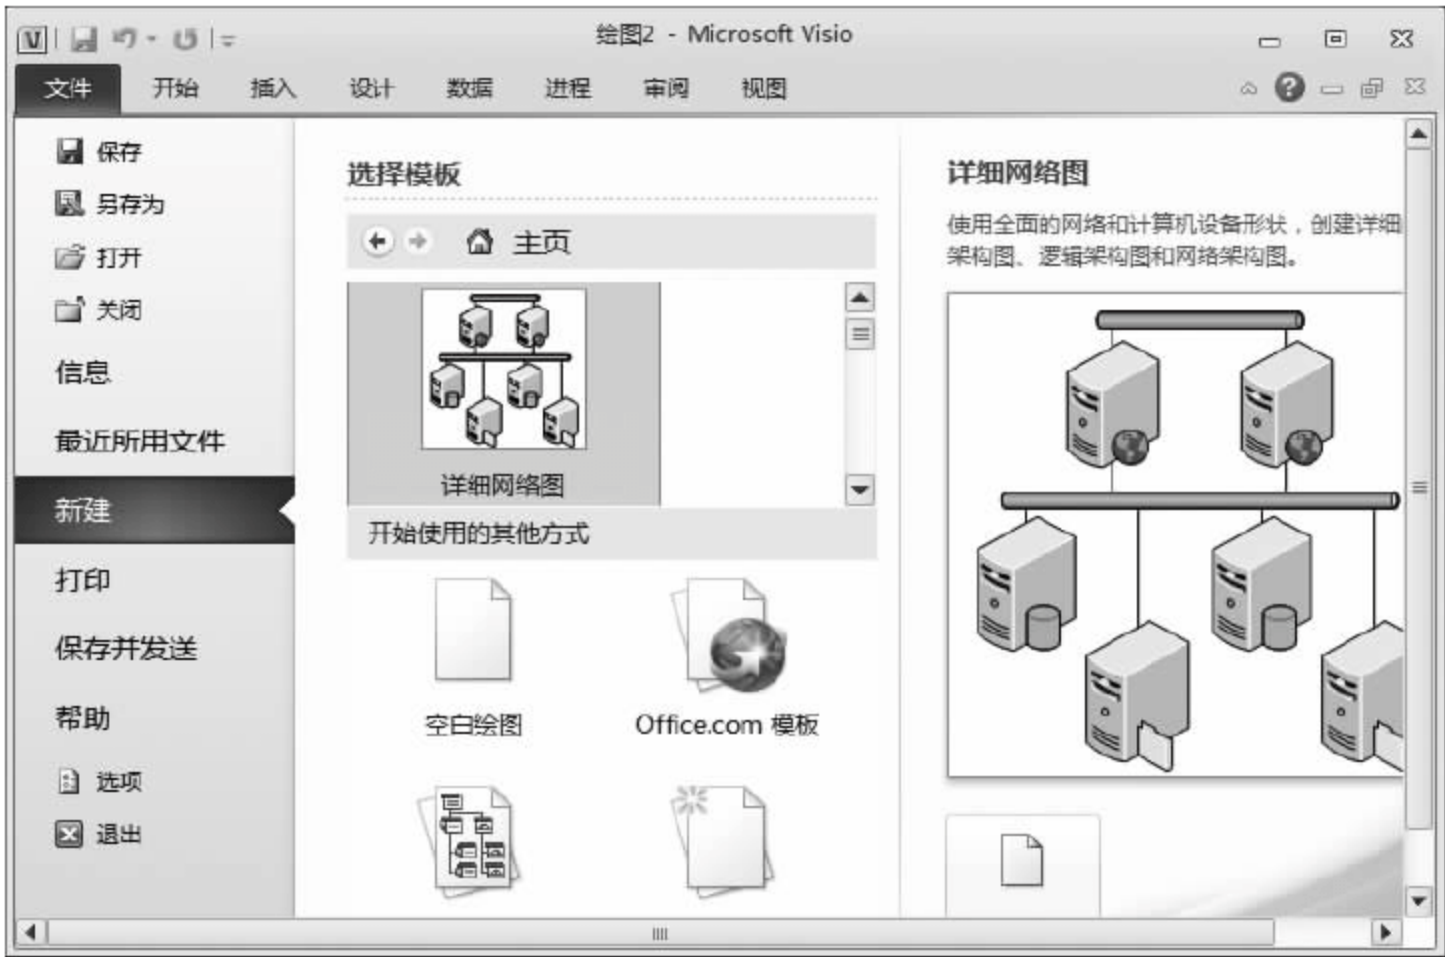 绘图2 - Microsoft Visio
文件 开始 插入 设计 数据 进程 审阅 视图
保存
另存为
打开
关闭
信息
最近所用文件
新建
打印
保存并发送
帮助
选项
退出
选择模板
主页
详细网络图
开始使用的其他方式
空白绘图
Office.com 模板
详细网络图
使用全面的网络和计算机设备形状，创建详细
架构图、逻辑架构图和网络架构图。